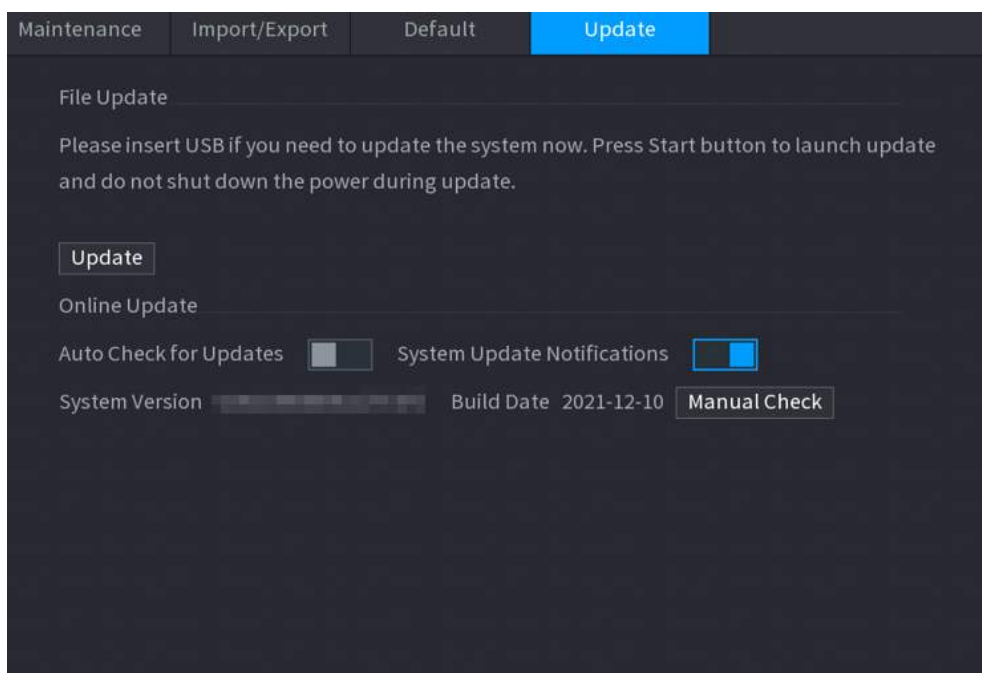 Maintenance Import/Export Default Update
File Update
Please insert USB if you need to update the system now. Press Start button to launch update
and do not shut down the power during update.
Update
Online Update
Auto Check for Updates System Update Notifications
System Version Build Date 2021-12-10 Manual Check